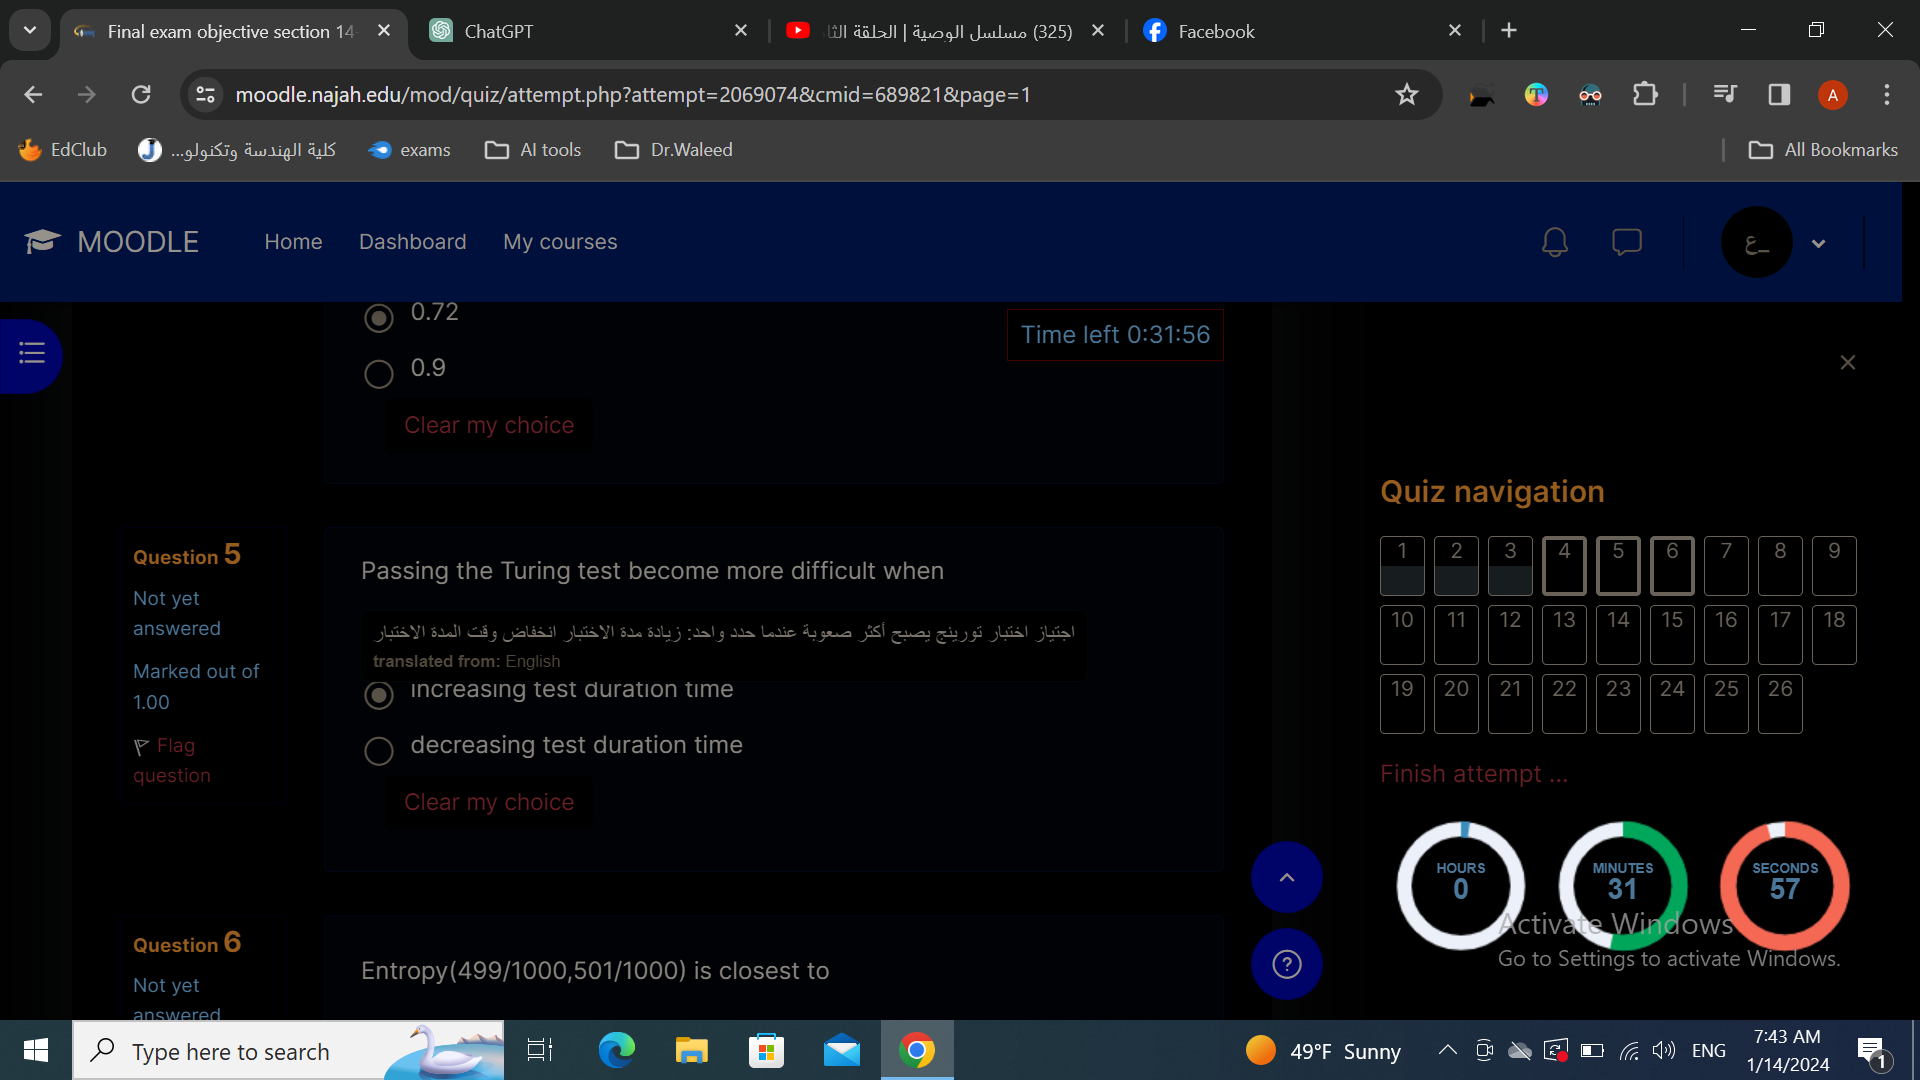 Final exam objective section 14
ChatGPT
(325) مسلسل الوصية | الحلقة الثا
Facebook
moodle.najah.edu/mod/quiz/attempt.php?attempt=2069074&cmid=689821&page=1
A
EdClub
كلية الهندسة وتكنولو...
exams
AI tools
Dr.Waleed
All Bookmarks
MOODLE
Home
Dashboard
My courses
ع_
0.72
Time left 0:31:56
0.9
Clear my choice
Quiz navigation
1 2 3 4 5 6 7 8 9
10 11 12 13 14 15 16 17 18
19 20 21 22 23 24 25 26
Finish attempt ...
HOURS
0
MINUTES
31
SECONDS
57
Question 5
Not yet
answered
Marked out of
1.00
Flag
question
Passing the Turing test become more difficult when
اجتياز اختبار تورينج يصبح أكثر صعوبة عندما حدد واحد: زيادة مدة الاختبار انخفاض وقت المدة الاختبار
translated from: English
increasing test duration time
decreasing test duration time
Clear my choice
Question 6
Not yet
answered
Entropy(499/1000,501/1000) is closest to
Activate Windows
Go to Settings to activate Windows.
Type here to search
49°F Sunny
ENG
7:43 AM
1/14/2024
1